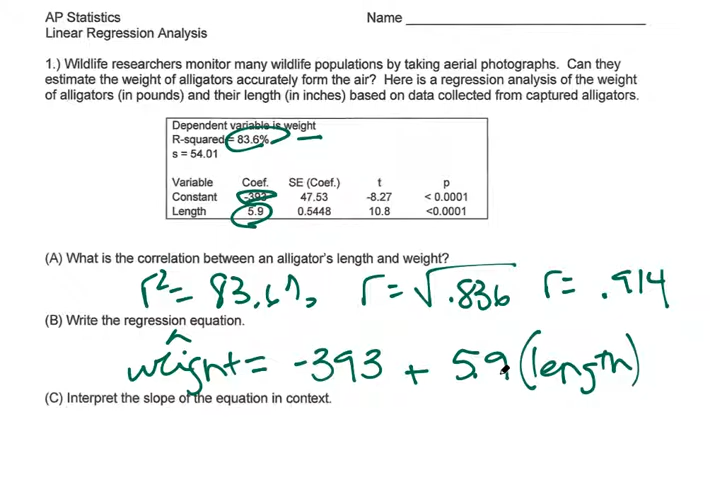 AP Statistics
Name
Linear Regression Analysis
1.) Wildlife researchers monitor many wildlife populations by taking aerial photographs. Can they
estimate the weight of alligators accurately form the air? Here is a regression analysis of the weight
of alligators (in pounds) and their length (in inches) based on data collected from captured alligators.
Dependent variable is weight
R-squared = 83.6%
s = 54.01
Variable Coef. SE (Coef.) t p
Constant -393 47.53 -8.27 < 0.0001
Length 5.9 0.5448 10.8 <0.0001
(A) What is the correlation between an alligator's length and weight?
r² = 83.6% r = √.836 r = .914
(B) Write the regression equation.
weight^ = -393 + 5.9 (length)
(C) Interpret the slope of the equation in context.